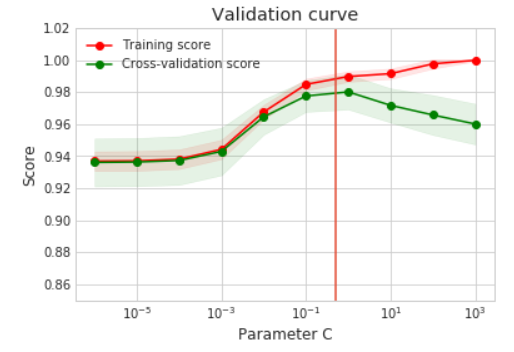 Validation curve
1.02
1.00
0.98
0.96
0.94
0.92
0.90
0.88
0.86
Score
Training score
Cross-validation score
10⁻⁵
10⁻³
10⁻¹
10¹
10³
Parameter C